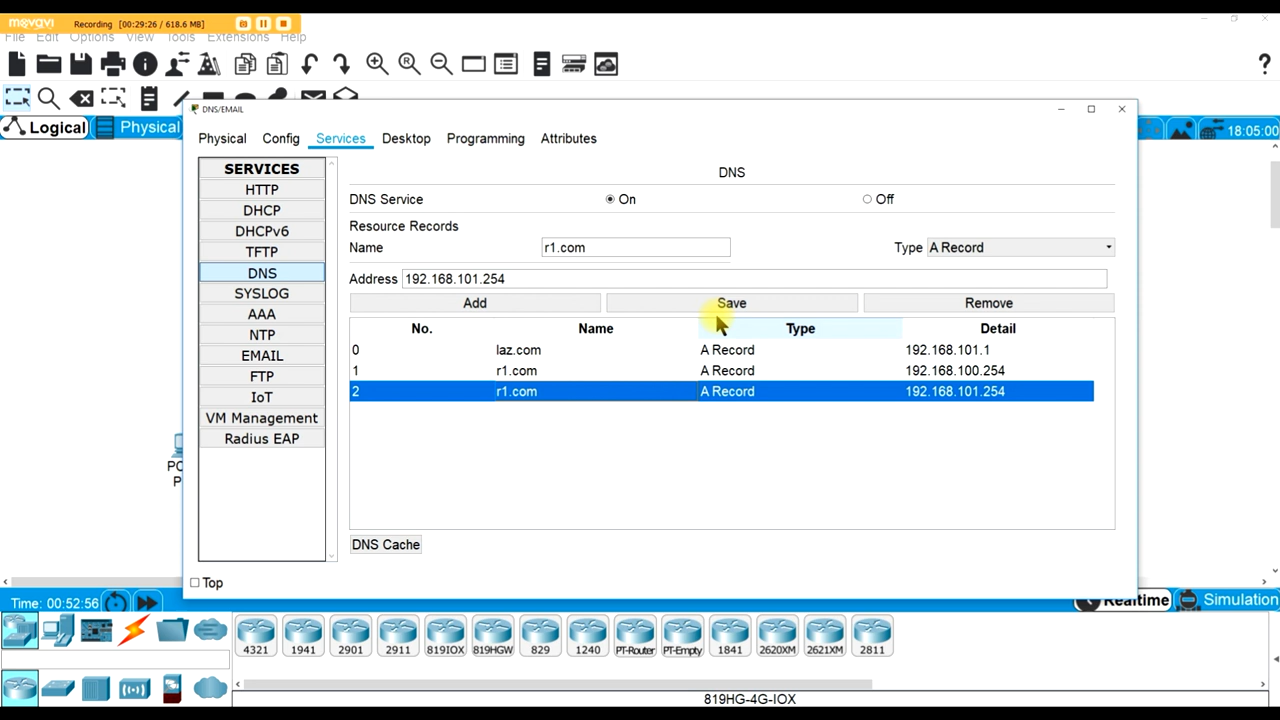 movavi
Recording [00:29:26 / 618.6 MB]
File Edit Options View Tools Extensions Help
Logical
Physical
18:05:00
DNS/EMAIL
Physical Config Services Desktop Programming Attributes
SERVICES
HTTP
DHCP
DHCPv6
TFTP
DNS
SYSLOG
AAA
NTP
EMAIL
FTP
IoT
VM Management
Radius EAP
DNS
DNS Service On Off
Resource Records
Name r1.com Type A Record
Address 192.168.101.254
Add Save Remove
No. Name Type Detail
0 laz.com A Record 192.168.101.1
1 r1.com A Record 192.168.100.254
2 r1.com A Record 192.168.101.254
DNS Cache
Top
PC
P
Time: 00:52:56
Realtime Simulation
4321 1941 2901 2911 819IOX 819HGW 829 1240 PT-Router PT-Empty 1841 2620XM 2621XM 2811
819HG-4G-IOX